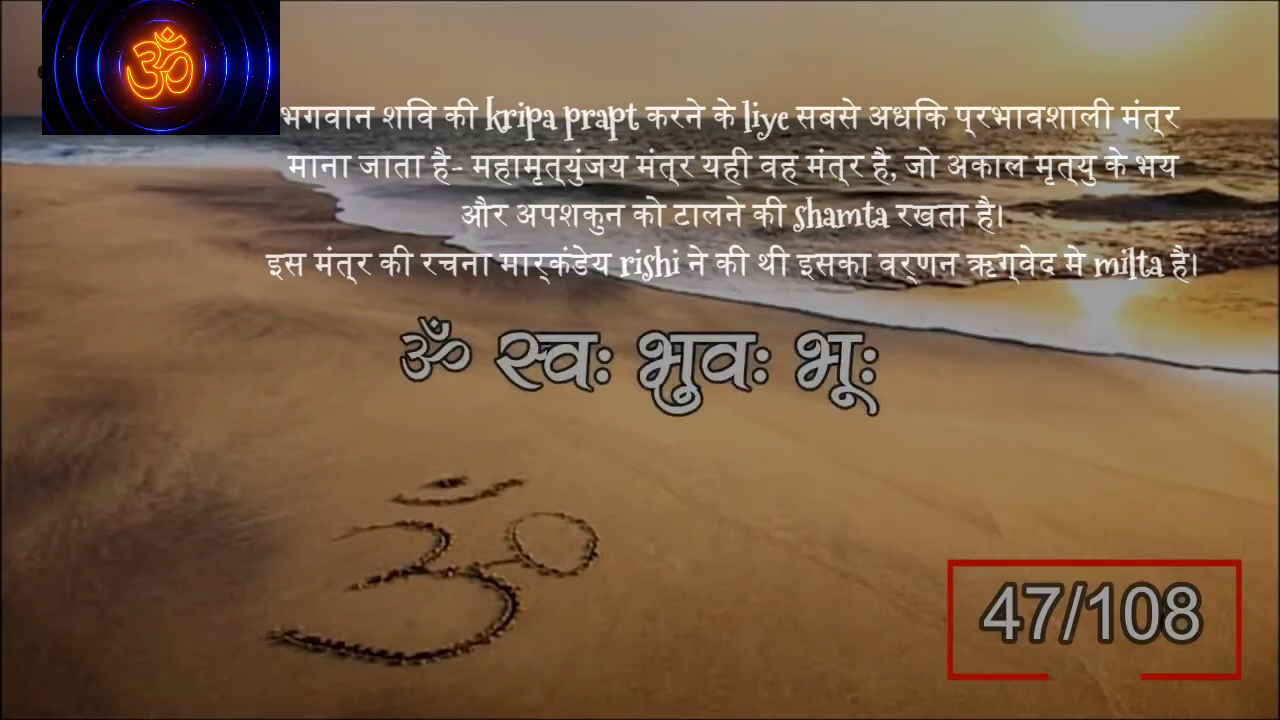 ॐ
भगवान शवि की kripa prapt करने के liye सबसे अधकि प्रभावशाली मंत्र
माना जाता है- महामृत्युंजय मंत्र यही वह मंत्र है, जो अकाल मृत्यु के भय
और अपशकुन को टालने की shamta रखता है।
इस मंत्र की रचना मार्कंडेय rishi ने की थी इसका वर्णन ऋग्वेद मे milta है।
ॐ स्वः भुवः भूः
ॐ
47/108